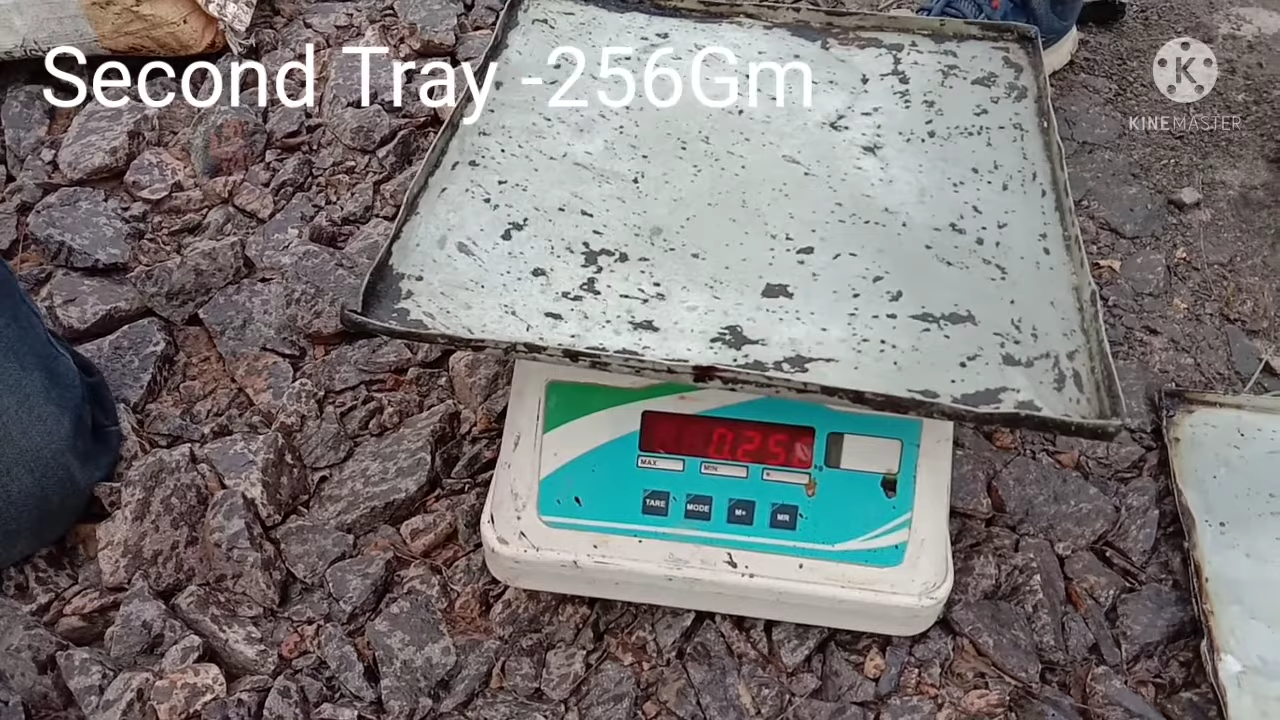 Second Tray -256Gm
K
KINEMASTER
0.25
MAX.
MIN.
TARE
MODE
M+
MR